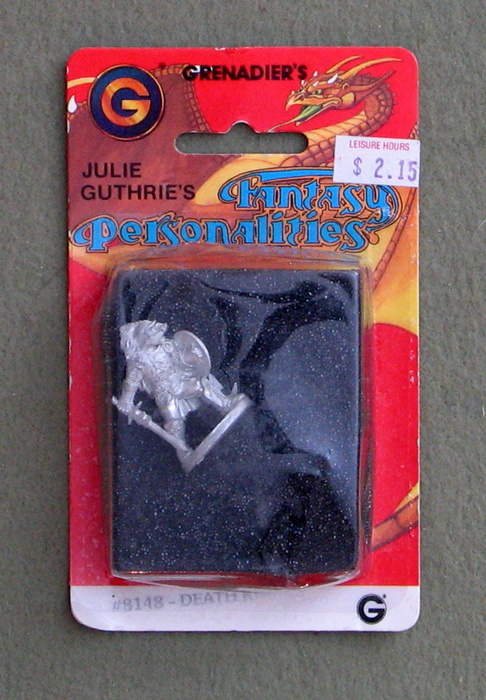 G
GRENADIER'S
LEISURE HOURS
$ 2.15
JULIE
GUTHRIE'S
Fantasy
Personalities
#8148 - DEATH
G